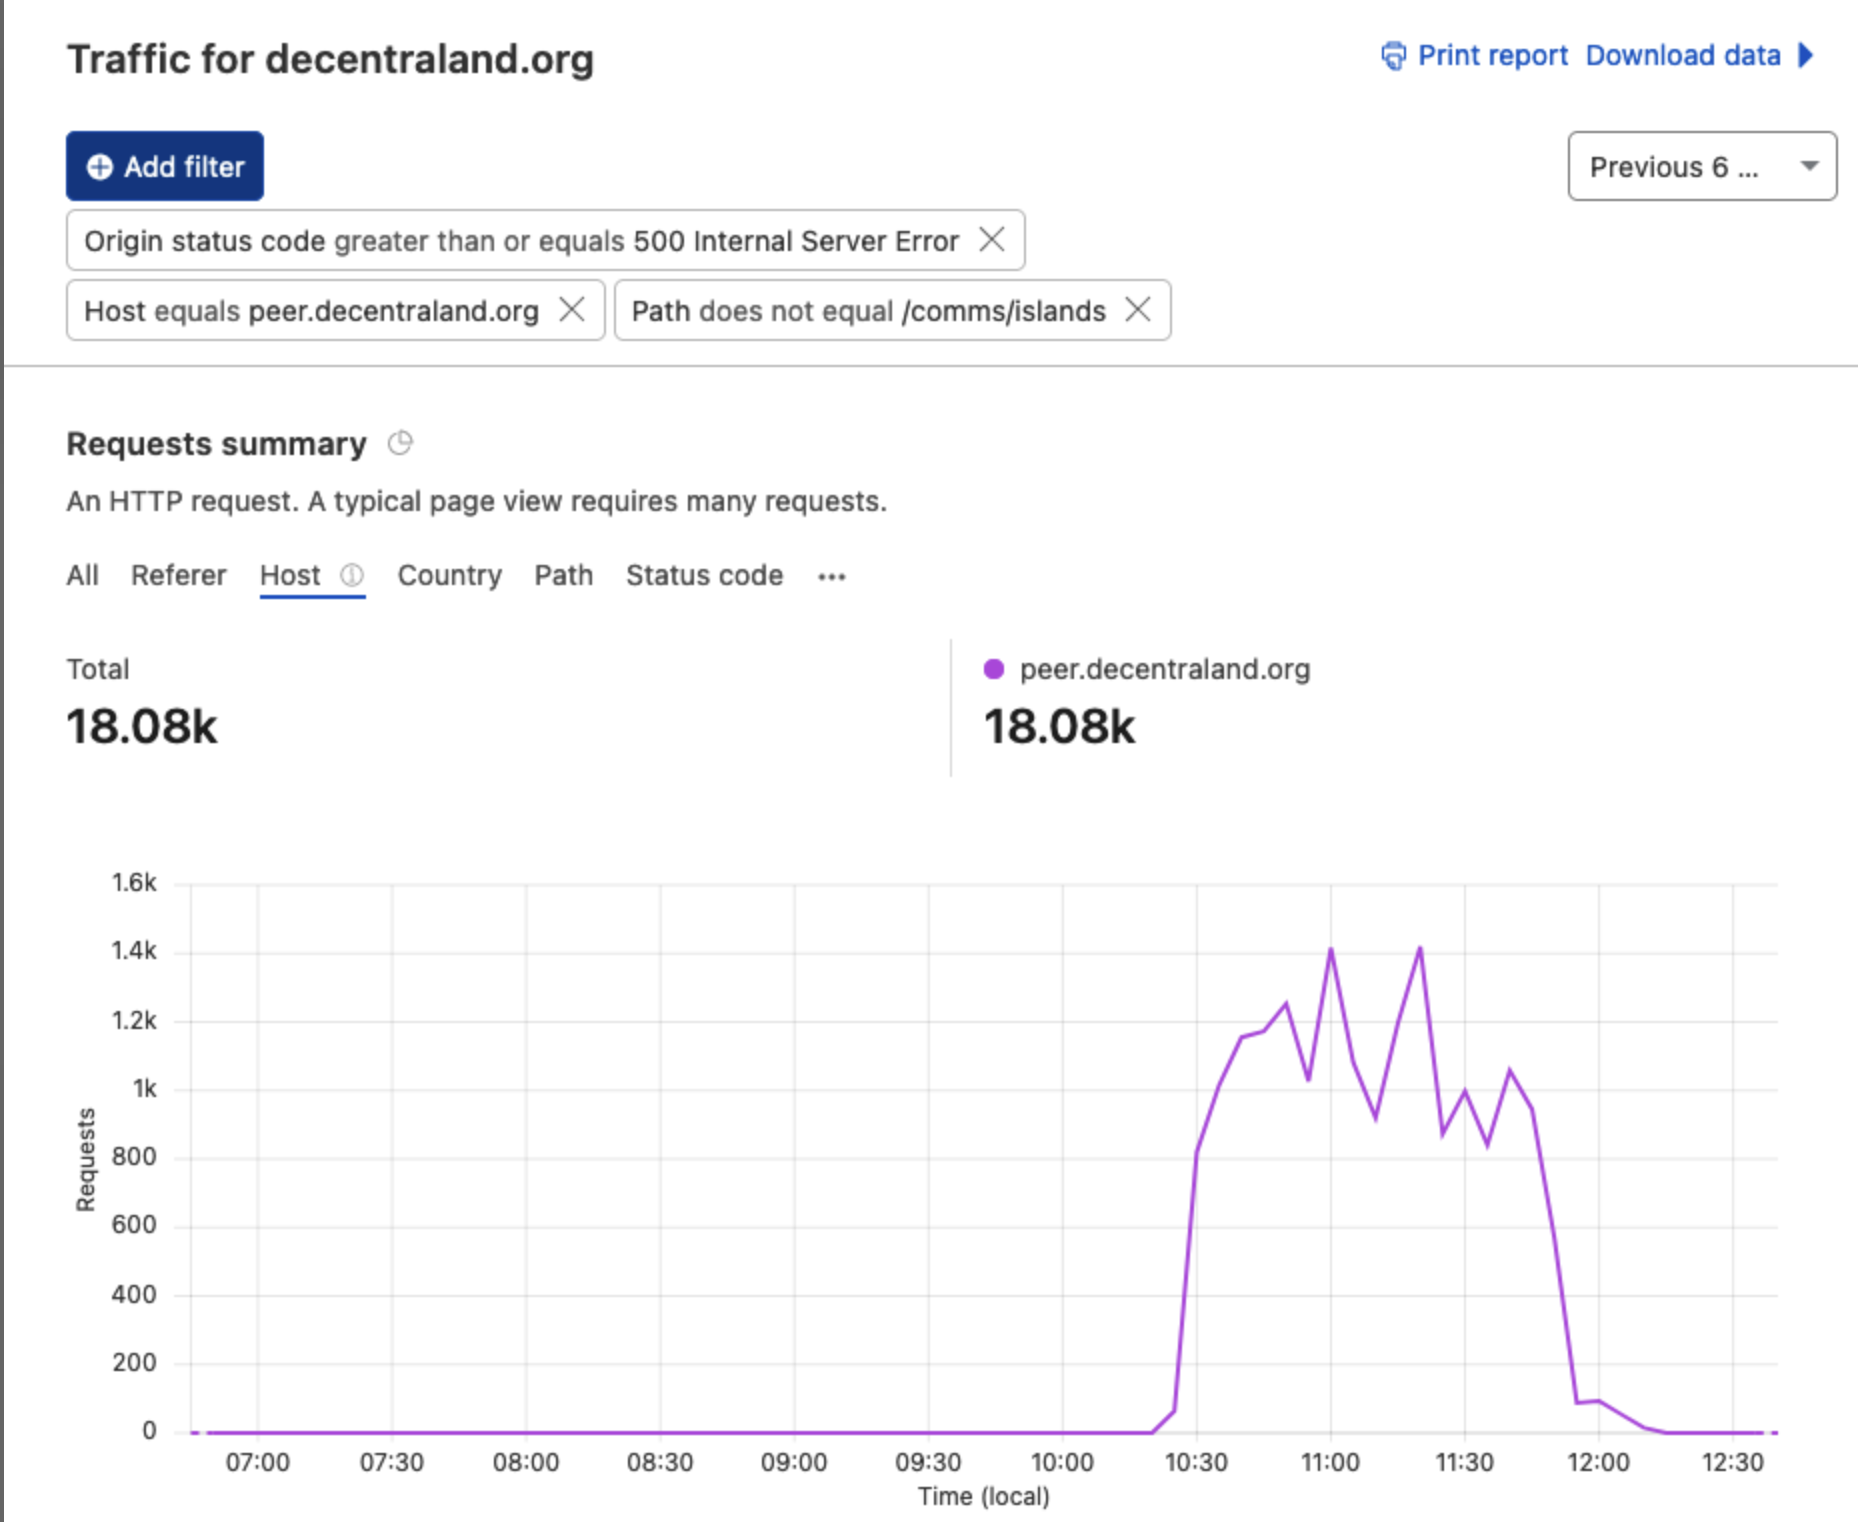 Traffic for decentraland.org
Print report Download data
Add filter
Previous 6 ...
Origin status code greater than or equals 500 Internal Server Error
Host equals peer.decentraland.org
Path does not equal /comms/islands
Requests summary
An HTTP request. A typical page view requires many requests.
All Referer Host Country Path Status code ...
Total
18.08k
peer.decentraland.org
18.08k
1.6k
1.4k
1.2k
1k
800
600
400
200
0
Requests
07:00 07:30 08:00 08:30 09:00 09:30 10:00 10:30 11:00 11:30 12:00 12:30
Time (local)